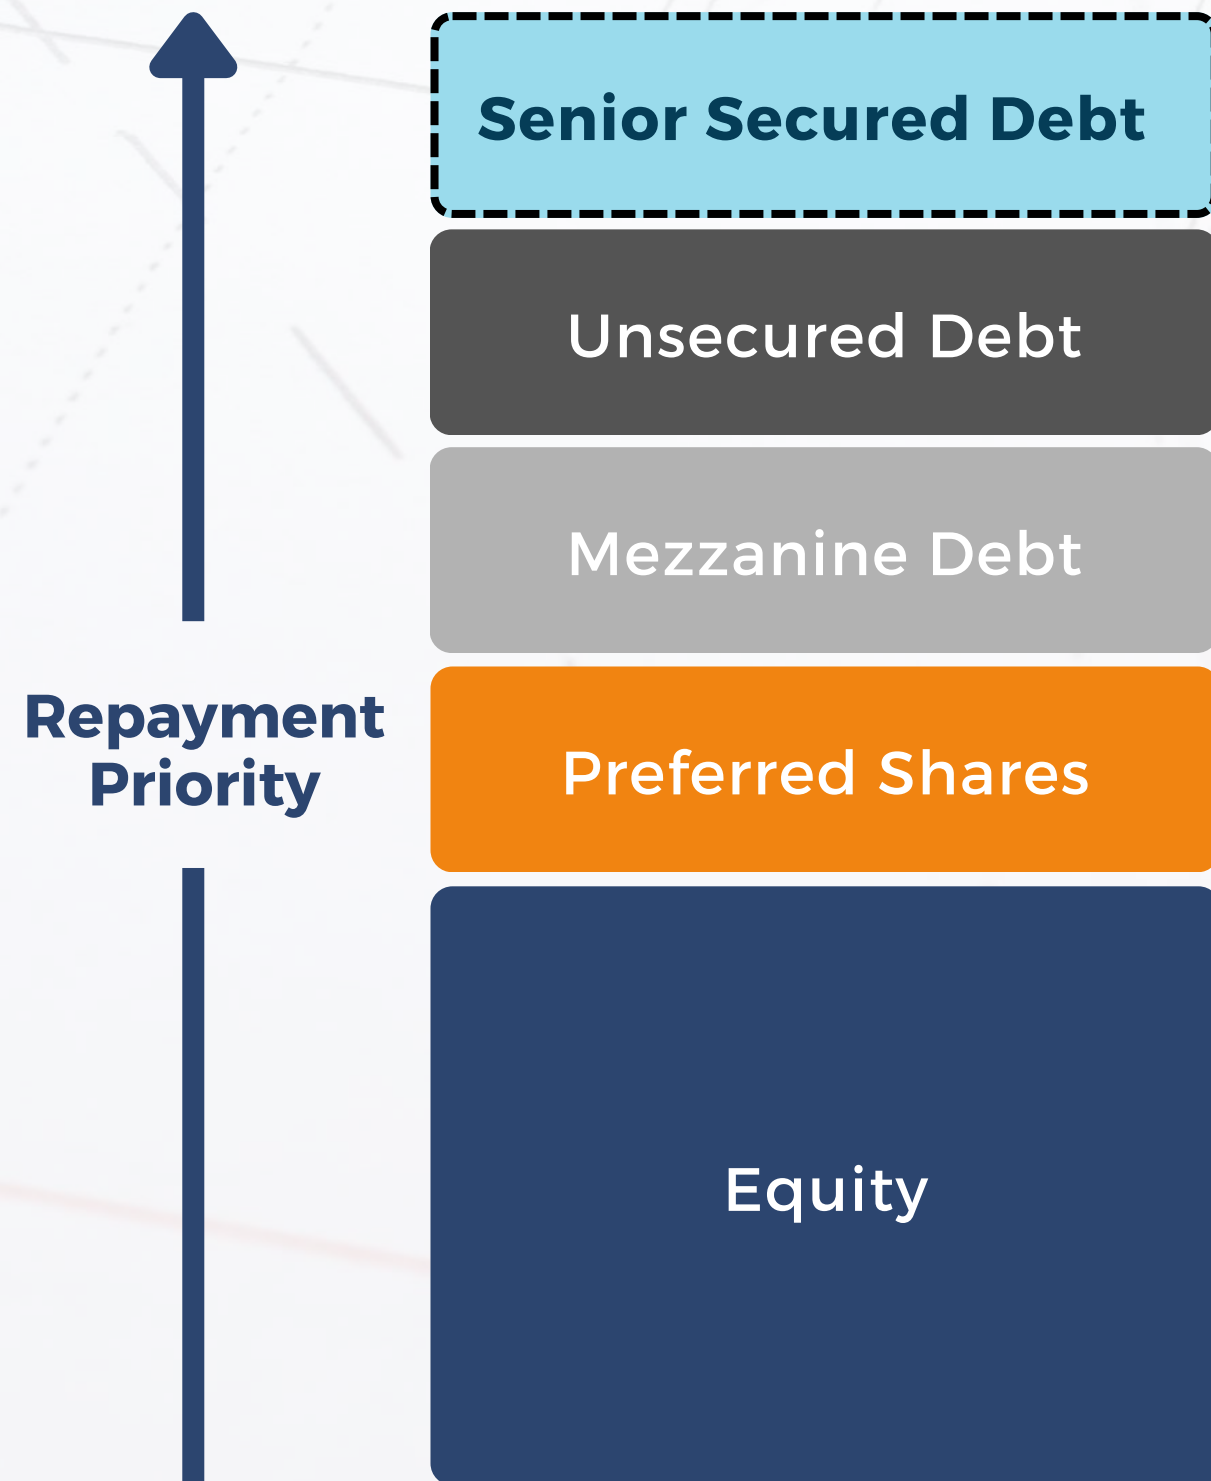 Senior Secured Debt
Unsecured Debt
Mezzanine Debt
Repayment
Priority
Preferred Shares
Equity